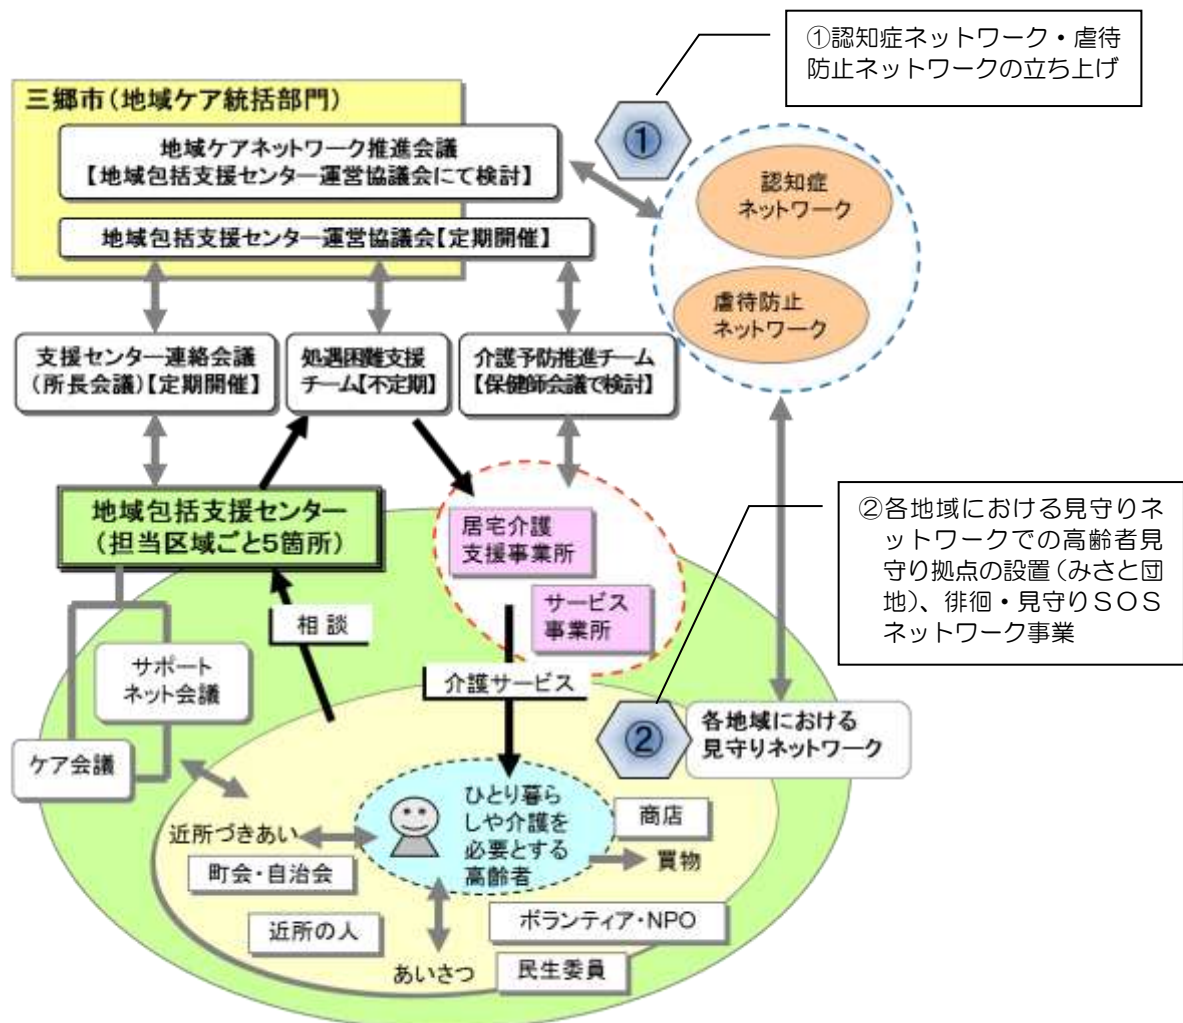 ①認知症ネットワーク・虐待
防止ネットワークの立ち上げ
三郷市(地域ケア統括部門)
地域ケアネットワーク推進会議
【地域包括支援センター運営協議会にて検討】
地域包括支援センター運営協議会【定期開催】
①
認知症
ネットワーク
虐待防止
ネットワーク
支援センター連絡会議
(所長会議)【定期開催】
処遇困難支援
チーム【不定期】
介護予防推進チーム
【保健師会議で検討】
地域包括支援センター
(担当区域ごと5箇所)
居宅介護
支援事業所
サービス
事業所
②各地域における見守りネ
ットワークでの高齢者見
守り拠点の設置(みさと団
地)、徘徊・見守りSOS
ネットワーク事業
相談
サポート
ネット会議
介護サービス
ケア会議
②
各地域における
見守りネットワーク
ひとり暮ら
しや介護を
必要とする
高齢者
商店
買物
近所づきあい
町会・自治会
近所の人
あいさつ
ボランティア・NPO
民生委員